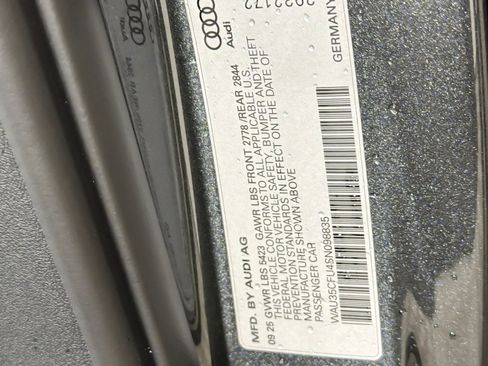 MFD. BY AUDI AG
09 25 GVWR LBS 5423 GAWR LBS FRONT 2778 /REAR 2844
THIS VEHICLE CONFORMS TO ALL APPLICABLE U.S.
FEDERAL MOTOR VEHICLE SAFETY, BUMPER AND THEFT
PREVENTION STANDARDS IN EFFECT ON THE DATE OF
MANUFACTURE SHOWN ABOVE
PASSENGER CAR
WAU35CFU4SN098835
Audi
GERMANY